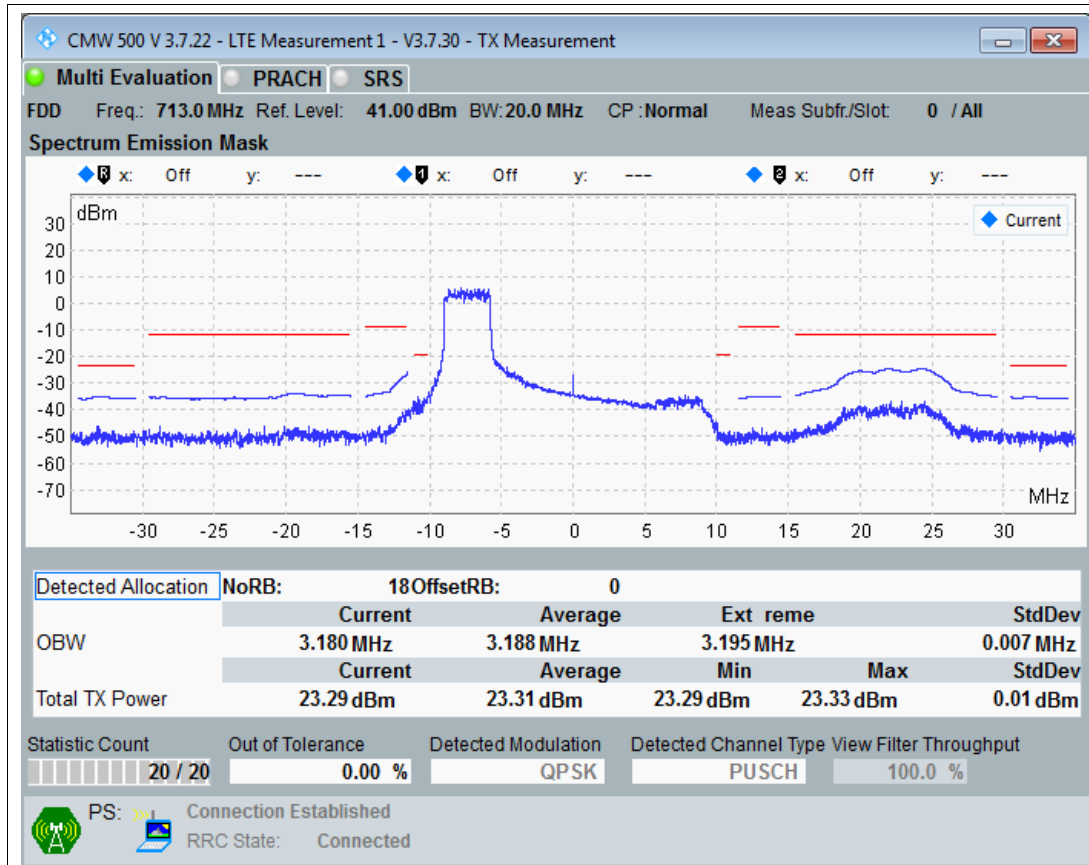 CMW 500 V 3.7.22 - LTE Measurement 1 - V3.7.30 - TX Measurement
Multi Evaluation PRACH SRS
FDD Freq.: 713.0 MHz Ref. Level: 41.00 dBm BW: 20.0 MHz CP : Normal Meas Subfr./Slot: 0 / All
Spectrum Emission Mask
R x: Off y: --- 1 x: Off y: --- 2 x: Off y: ---
dBm
Current
30
20
10
0
-10
-20
-30
-40
-50
-60
-70
MHz
-30 -25 -20 -15 -10 -5 0 5 10 15 20 25 30
Detected Allocation NoRB: 18 OffsetRB: 0
Current Average Ext reme StdDev
OBW 3.180 MHz 3.188 MHz 3.195 MHz 0.007 MHz
Current Average Min Max StdDev
Total TX Power 23.29 dBm 23.31 dBm 23.29 dBm 23.33 dBm 0.01 dBm
Statistic Count Out of Tolerance Detected Modulation Detected Channel Type View Filter Throughput
20 / 20 0.00 % QPSK PUSCH 100.0 %
PS: Connection Established
RRC State: Connected